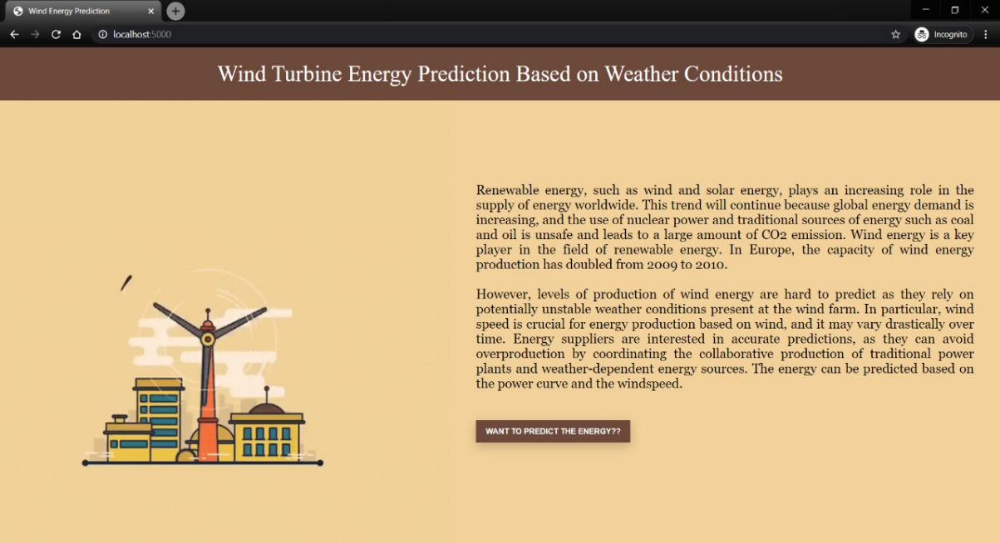 Wind Energy Prediction
localhost:5000
Incognito
Wind Turbine Energy Prediction Based on Weather Conditions
Renewable energy, such as wind and solar energy, plays an increasing role in the
supply of energy worldwide. This trend will continue because global energy demand is
increasing, and the use of nuclear power and traditional sources of energy such as coal
and oil is unsafe and leads to a large amount of CO2 emission. Wind energy is a key
player in the field of renewable energy. In Europe, the capacity of wind energy
production has doubled from 2009 to 2010.
However, levels of production of wind energy are hard to predict as they rely on
potentially unstable weather conditions present at the wind farm. In particular, wind
speed is crucial for energy production based on wind, and it may vary drastically over
time. Energy suppliers are interested in accurate predictions, as they can avoid
overproduction by coordinating the collaborative production of traditional power
plants and weather-dependent energy sources. The energy can be predicted based on
the power curve and the windspeed.
WANT TO PREDICT THE ENERGY??